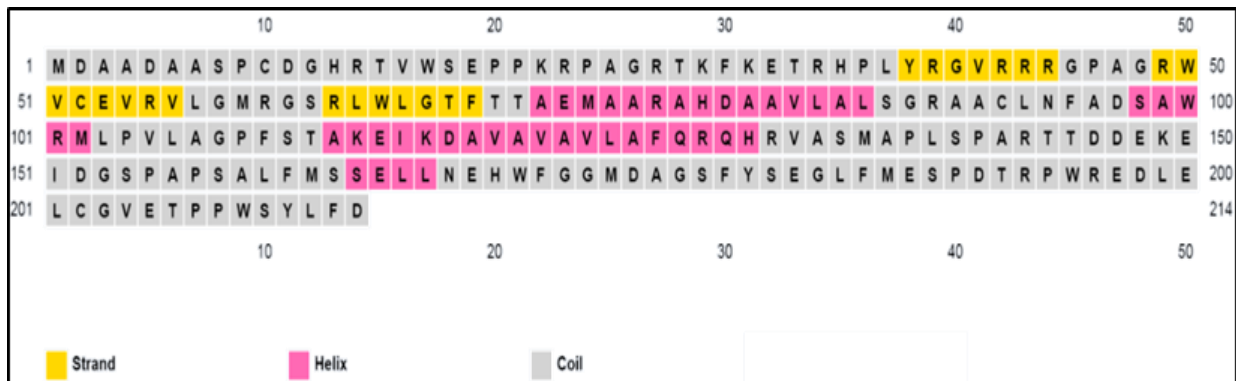 10 20 30 40 50
1 M D A A D A A S P C D G H R T V W S E P P K R P A G R T K F K E T R H P L Y R G V R R R G P A G R W 50
51 V C E V R V L G M R G S R L W L G T F T T A E M A A R A H D A A V L A L S G R A A C L N F A D S A W 100
101 R M L P V L A G P F S T A K E I K D A V A V A V L A F Q R Q H R V A S M A P L S P A R T T D D E K E 150
151 I D G S P A P S A L F M S S E L L N E H W F G G M D A G S F Y S E G L F M E S P D T R P W R E D L E 200
201 L C G V E T P P W S Y L F D 214
10 20 30 40 50
Strand Helix Coil